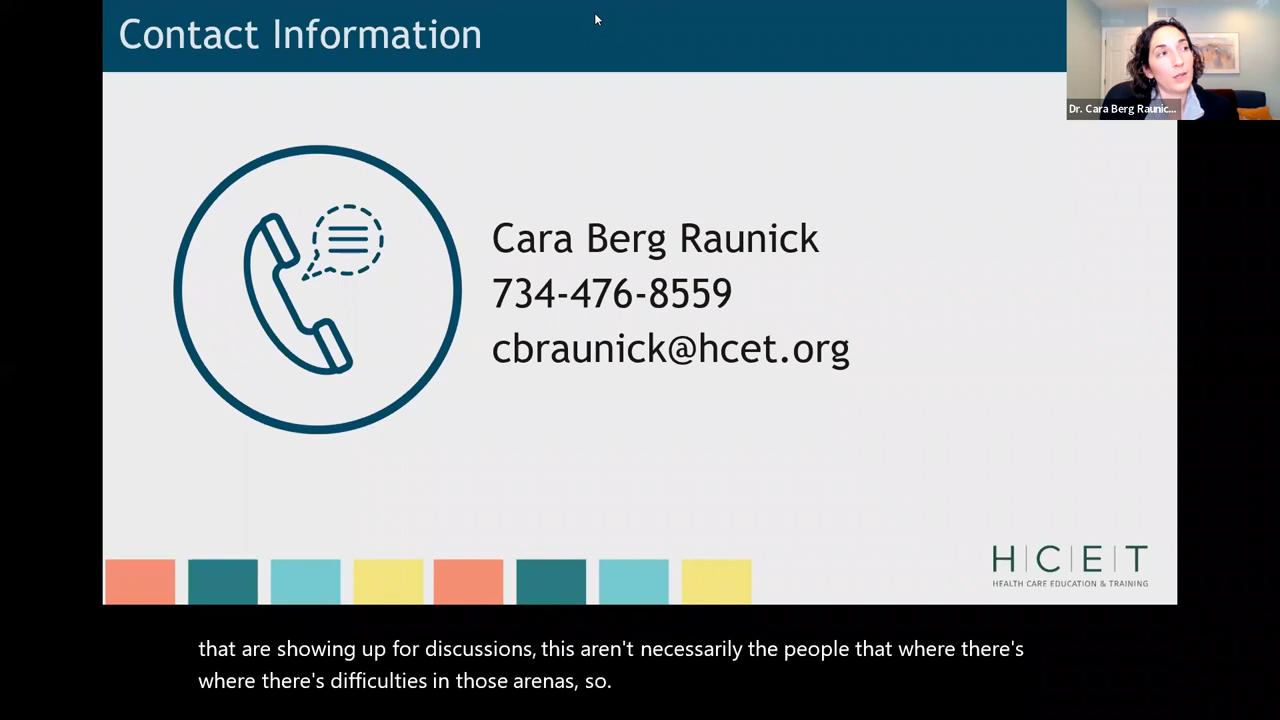 Contact Information
Dr. Cara Berg Raunic...
Cara Berg Raunick
734-476-8559
cbraunick@hcet.org
H|C|E|T
HEALTH CARE EDUCATION & TRAINING
that are showing up for discussions, this aren't necessarily the people that where there's
where there's difficulties in those arenas, so.